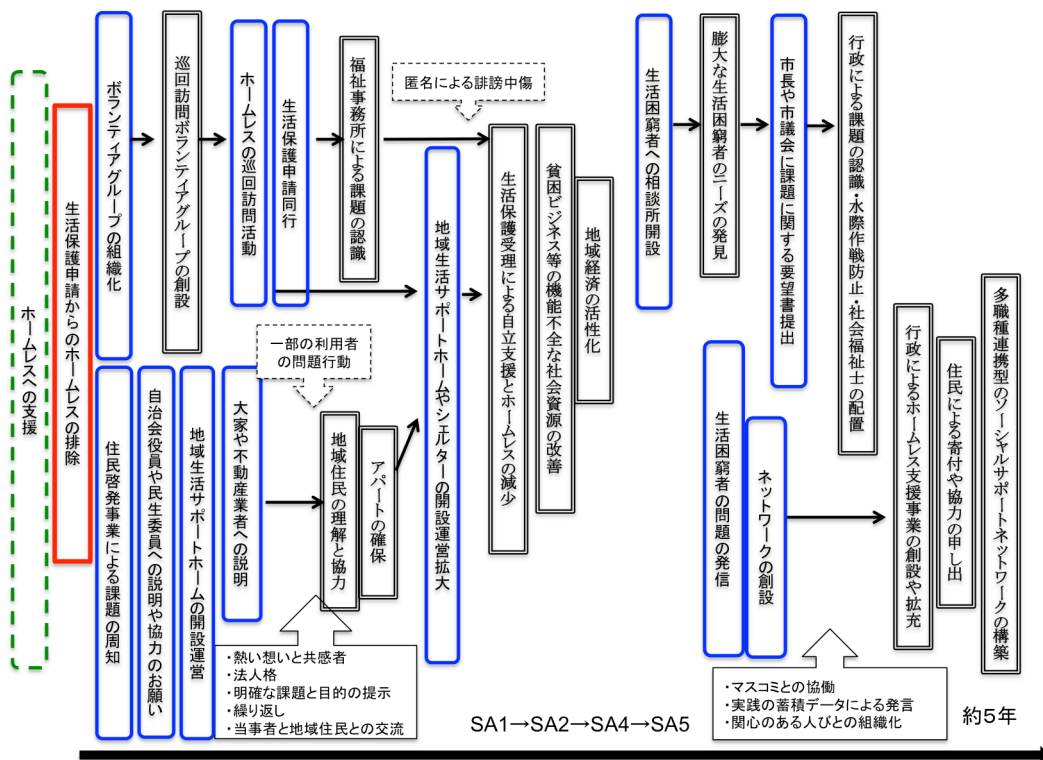 ホームレスへの支援
生活保護申請からのホームレスの排除
ボランティアグループの組織化
巡回訪問ボランティアグループの創設
ホームレスの巡回訪問活動
生活保護申請同行
福祉事務所による課題の認識
匿名による誹謗中傷
住民啓発事業による課題の周知
自治会役員や民生委員への説明や協力のお願い
地域生活サポートホームの開設運営
大家や不動産業者への説明
一部の利用者
の問題行動
地域住民の理解と協力
アパートの確保
・熱い想いと共感者
・法人格
・明確な課題と目的の提示
・繰り返し
・当事者と地域住民との交流
地域生活サポートホームやシェルターの開設運営拡大
生活保護受理による自立支援とホームレスの減少
貧困ビジネス等の機能不全な社会資源の改善
地域経済の活性化
生活困窮者への相談所開設
膨大な生活困窮者のニーズの発見
市長や市議会に課題に関する要望書提出
行政による課題の認識・水際作戦防止・社会福祉士の配置
生活困窮者の問題の発信
ネットワークの創設
・マスコミとの協働
・実践の蓄積データによる発言
・関心のある人びとの組織化
行政によるホームレス支援事業の創設や拡充
住民による寄付や協力の申し出
多職種連携型のソーシャルサポートネットワークの構築
SA1→SA2→SA4→SA5
約5年